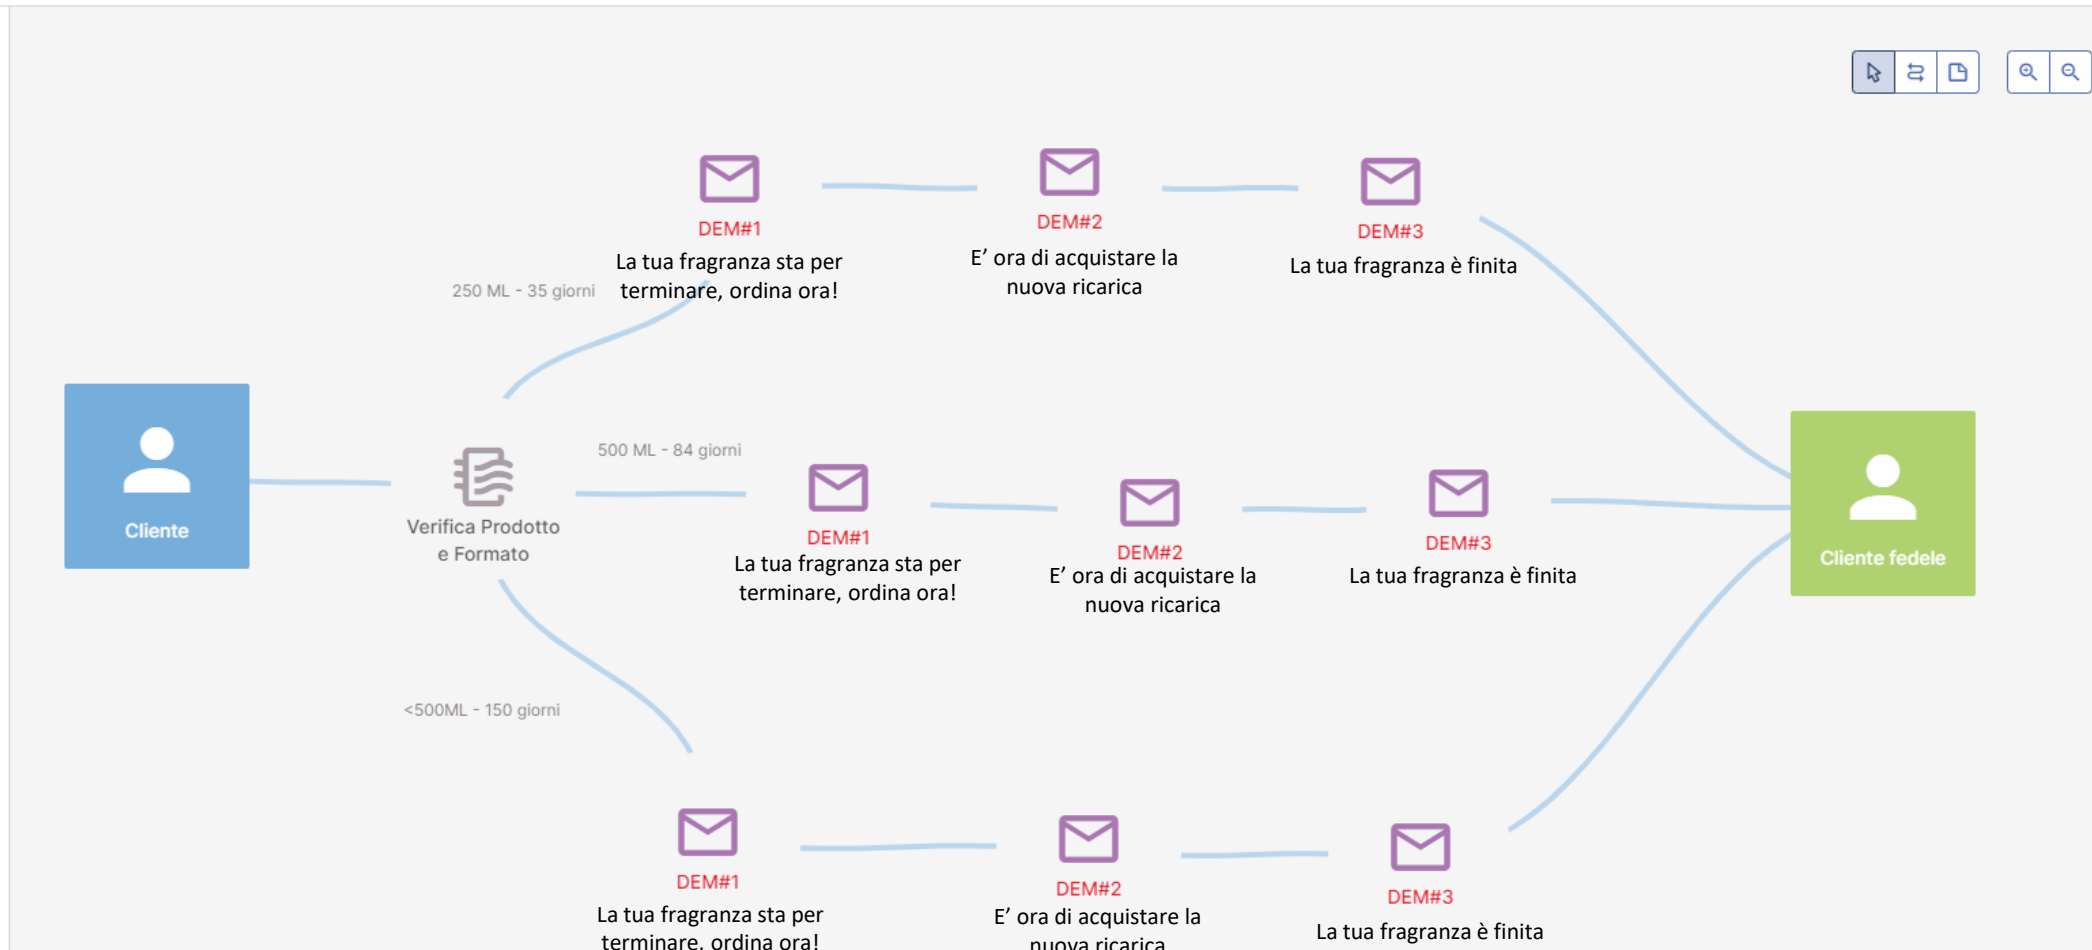 DEM#1
La tua fragranza sta per
terminare, ordina ora!
DEM#2
E' ora di acquistare la
nuova ricarica
DEM#3
La tua fragranza è finita
250 ML - 35 giorni
Cliente
Verifica Prodotto
e Formato
500 ML - 84 giorni
DEM#1
La tua fragranza sta per
terminare, ordina ora!
DEM#2
E' ora di acquistare la
nuova ricarica
DEM#3
La tua fragranza è finita
Cliente fedele
<500ML - 150 giorni
DEM#1
La tua fragranza sta per
terminare, ordina ora!
DEM#2
E' ora di acquistare la
nuova ricarica
DEM#3
La tua fragranza è finita